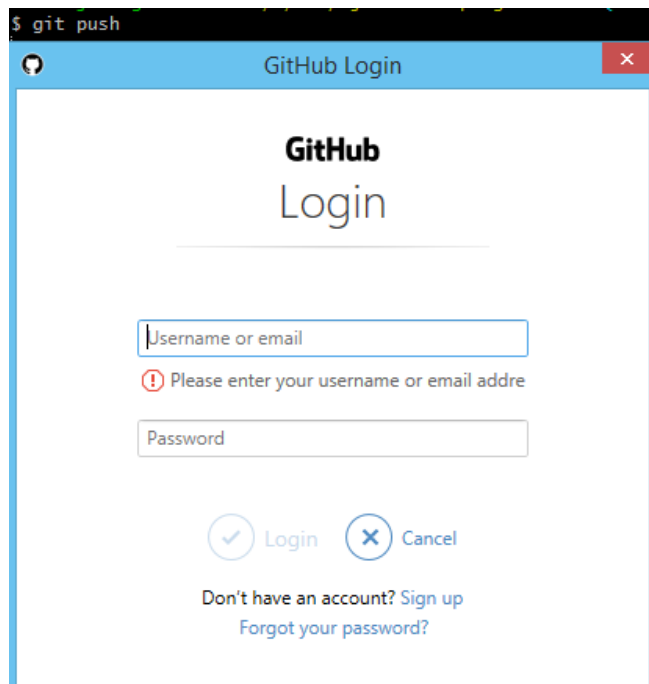 $ git push
GitHub Login
GitHub
Login
Username or email
Please enter your username or email addre
Password
Login Cancel
Don't have an account? Sign up
Forgot your password?